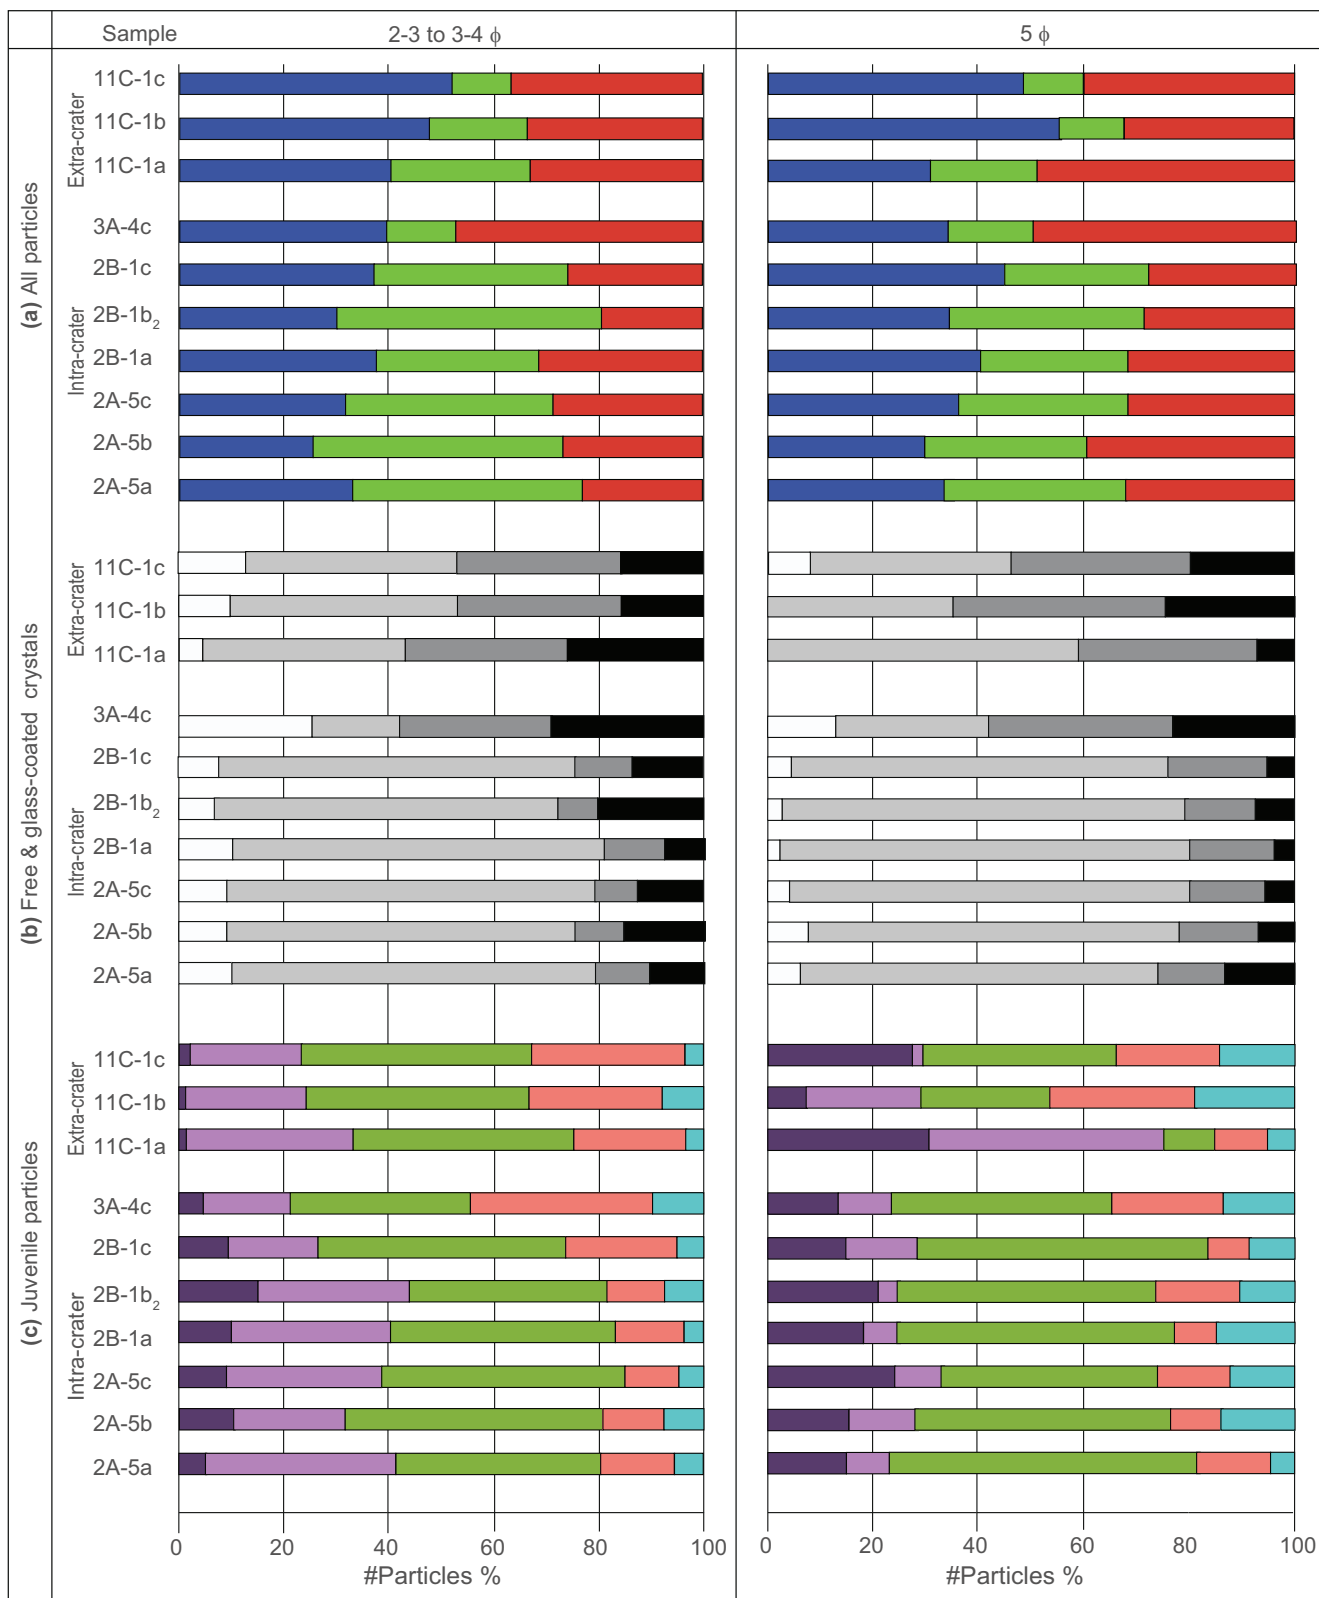 Sample 2-3 to 3-4 ϕ 5 ϕ
(a) All particles
Extra-crater
11C-1c
11C-1b
11C-1a
Intra-crater
3A-4c
2B-1c
2B-1b₂
2B-1a
2A-5c
2A-5b
2A-5a
(b) Free & glass-coated crystals
Extra-crater
11C-1c
11C-1b
11C-1a
Intra-crater
3A-4c
2B-1c
2B-1b₂
2B-1a
2A-5c
2A-5b
2A-5a
(c) Juvenile particles
Extra-crater
11C-1c
11C-1b
11C-1a
Intra-crater
3A-4c
2B-1c
2B-1b₂
2B-1a
2A-5c
2A-5b
2A-5a
0 20 40 60 80 100 0 20 40 60 80 100
#Particles % #Particles %